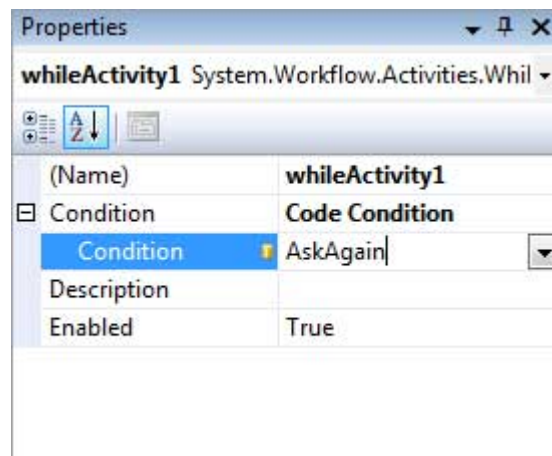 Properties
whileActivity1 System.Workflow.Activities.Whil
A
Z
(Name) whileActivity1
Condition Code Condition
Condition AskAgain
Description
Enabled True